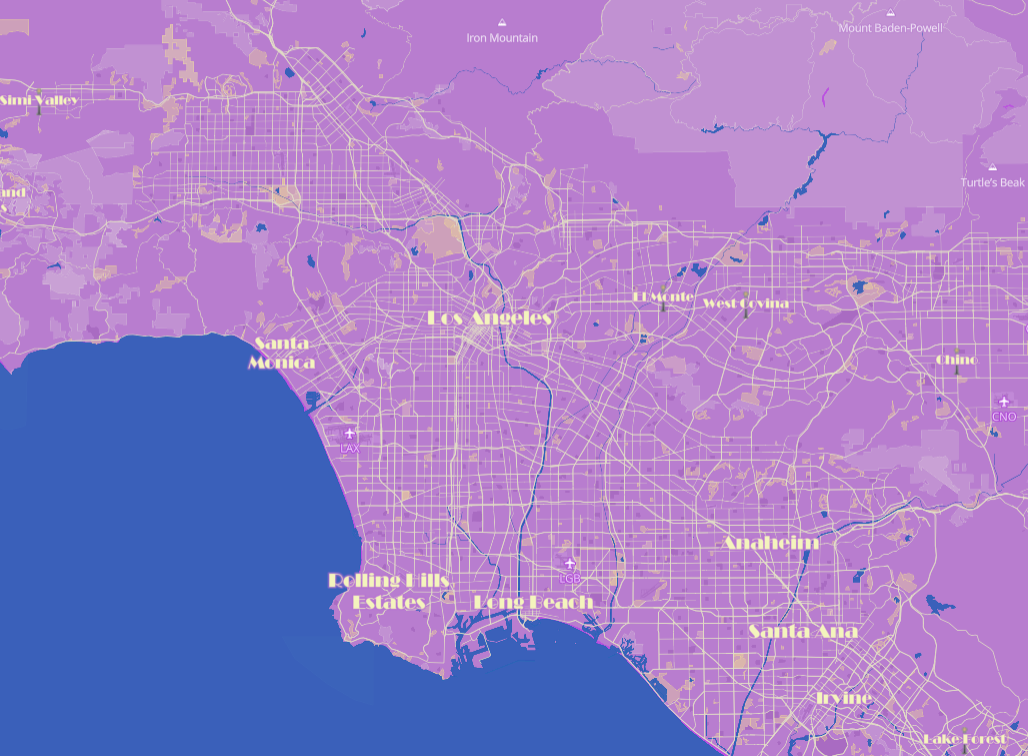 Iron Mountain
Mount Baden-Powell
Simi Valley
Turtle's Beak
and
s
El Monte
West Covina
Los Angeles
Santa
Monica
Chino
CNO
LAX
Anaheim
LGB
Rolling Hills
Estates
Long Beach
Santa Ana
Irvine
Lake Forest